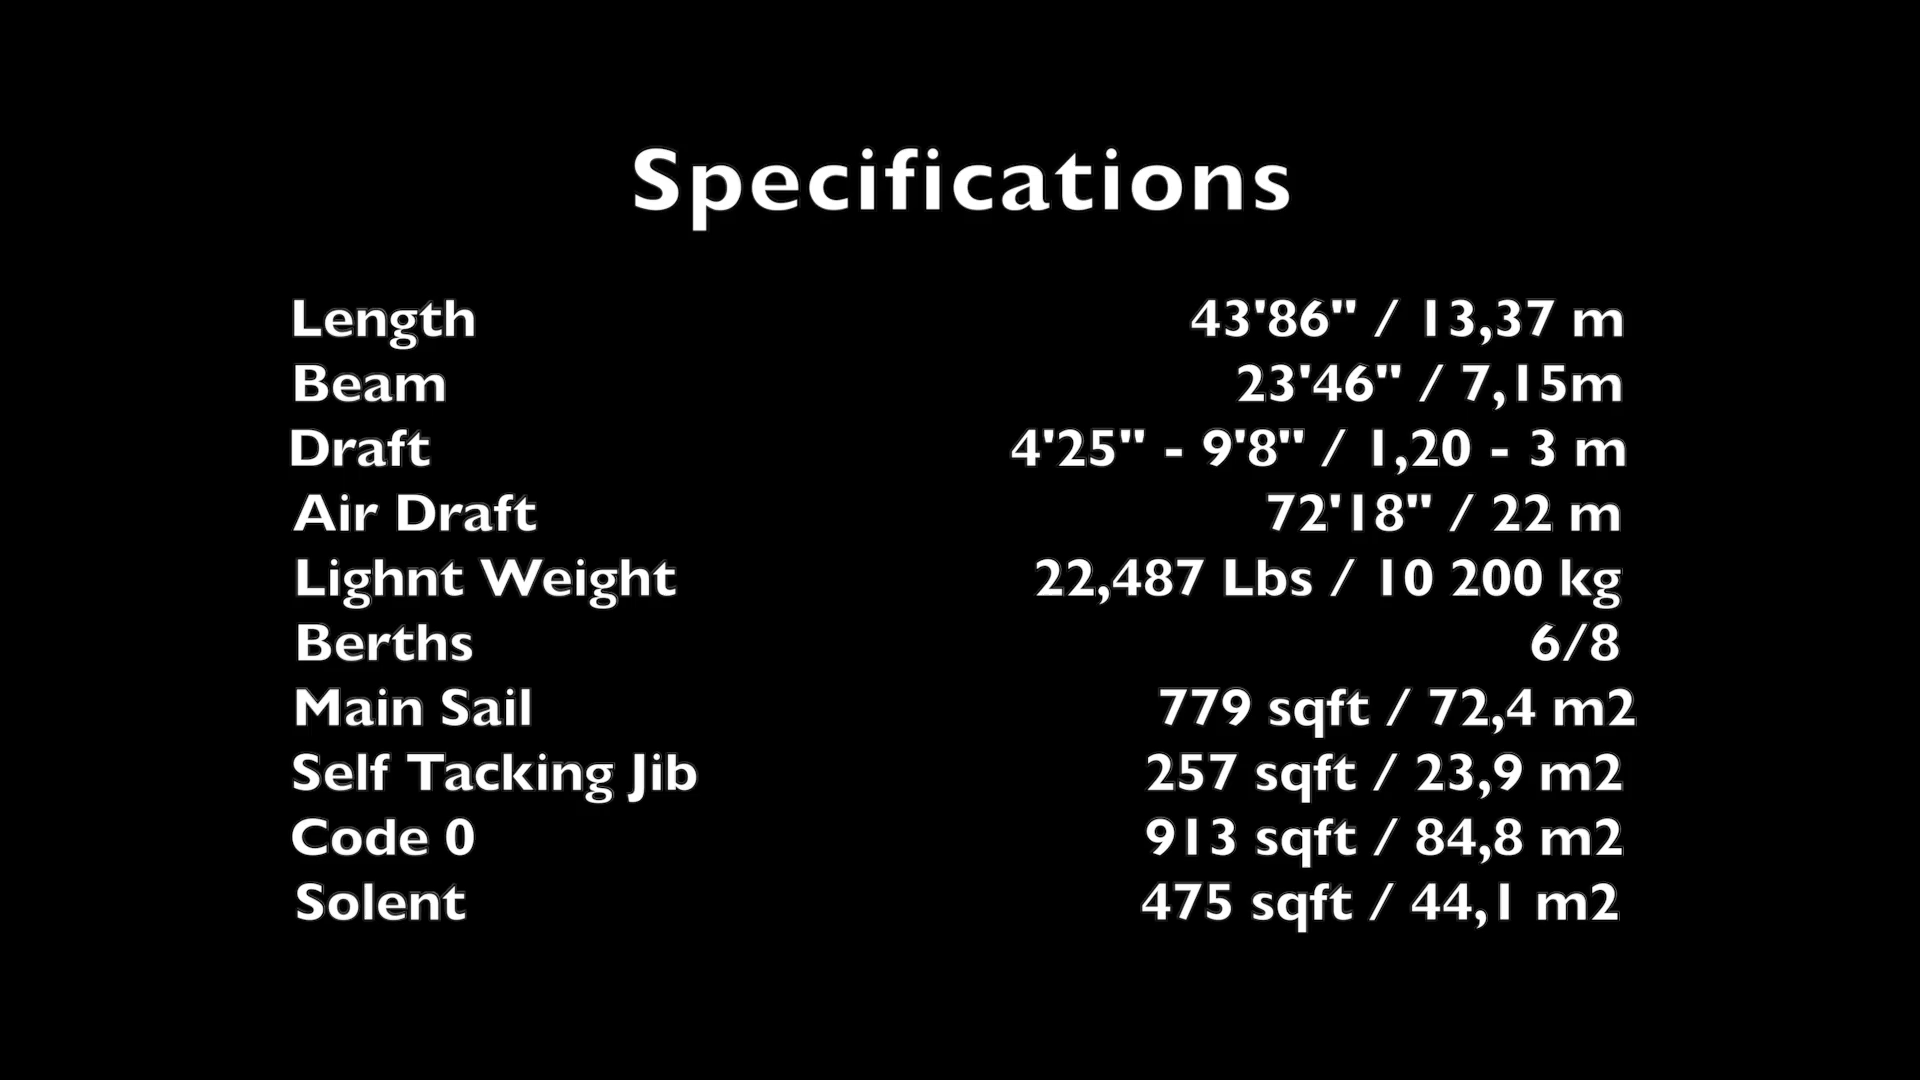 Specifications
Length 43'86" / 13,37 m
Beam 23'46" / 7,15m
Draft 4'25" - 9'8" / 1,20 - 3 m
Air Draft 72'18" / 22 m
Lighnt Weight 22,487 Lbs / 10 200 kg
Berths 6/8
Main Sail 779 sqft / 72,4 m2
Self Tacking Jib 257 sqft / 23,9 m2
Code 0 913 sqft / 84,8 m2
Solent 475 sqft / 44,1 m2